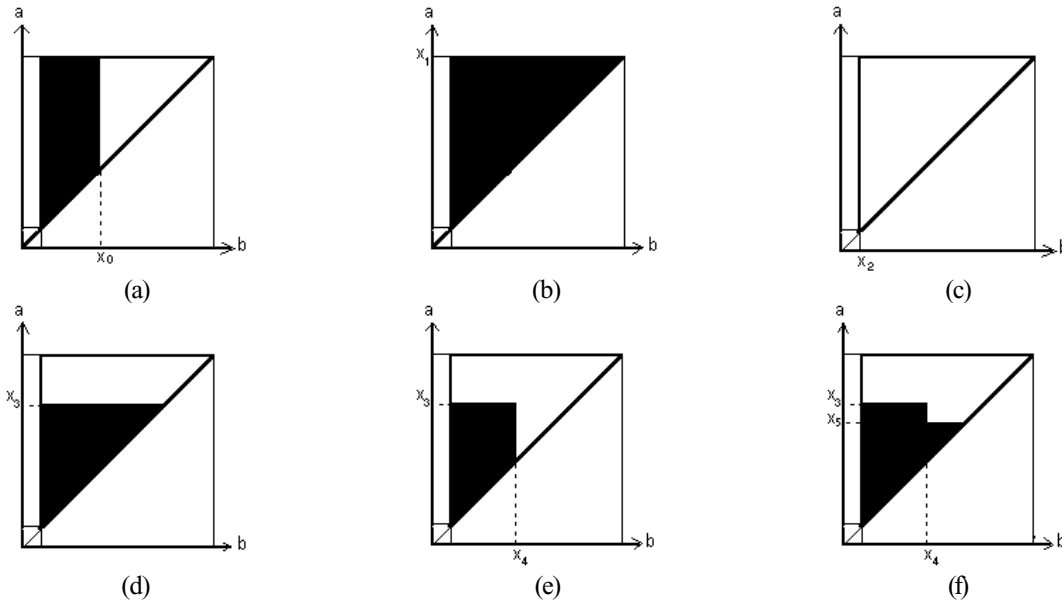 a a a
x₁
b b b
x₀ x₂
(a) (b) (c)
a a a
x₃ x₃ x₃
x₅
b b b
x₄ x₄
(d) (e) (f)